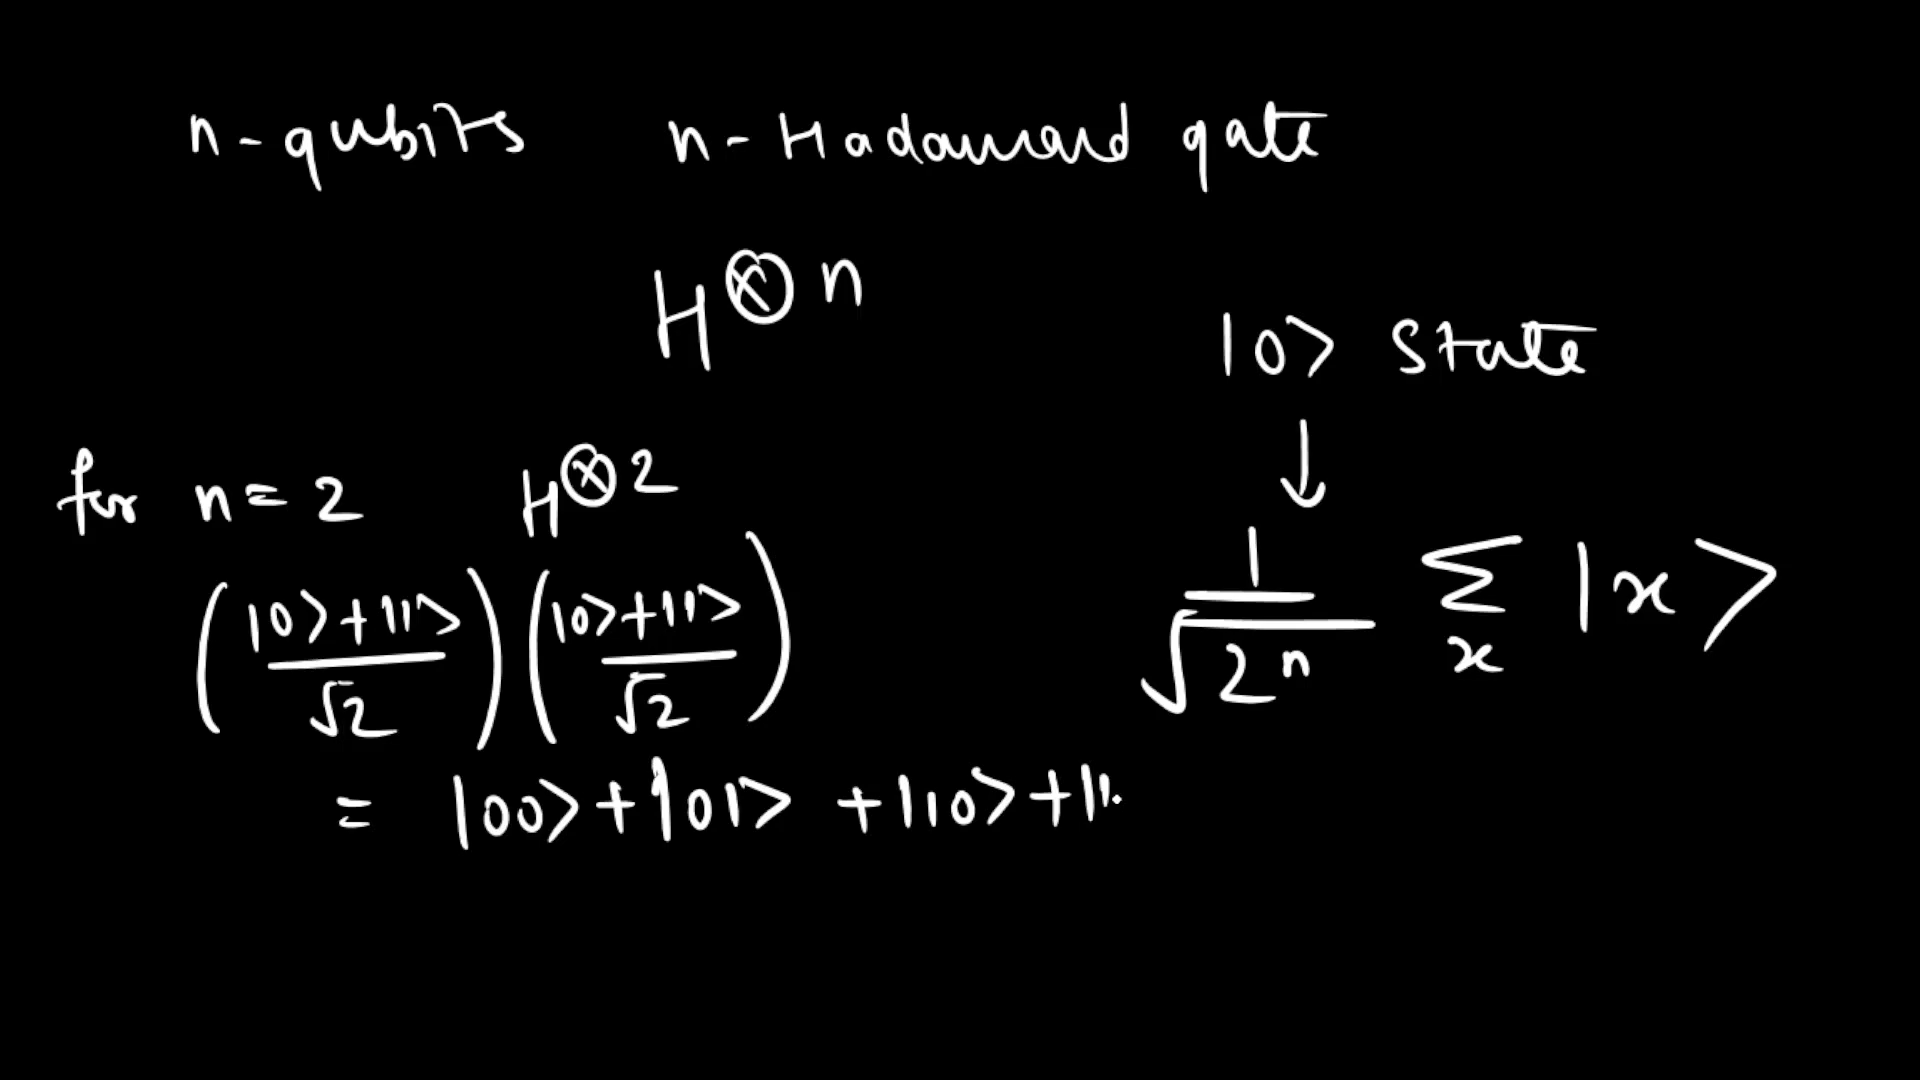 n-qubits n-Hadamard gate
H⊗n
|0> state
↓
1/√2ⁿ Σₓ |x>
for n=2 H⊗2
(|0>+|1>/√2)(|0>+|1>/√2)
= |00>+|01> +|10>+|1